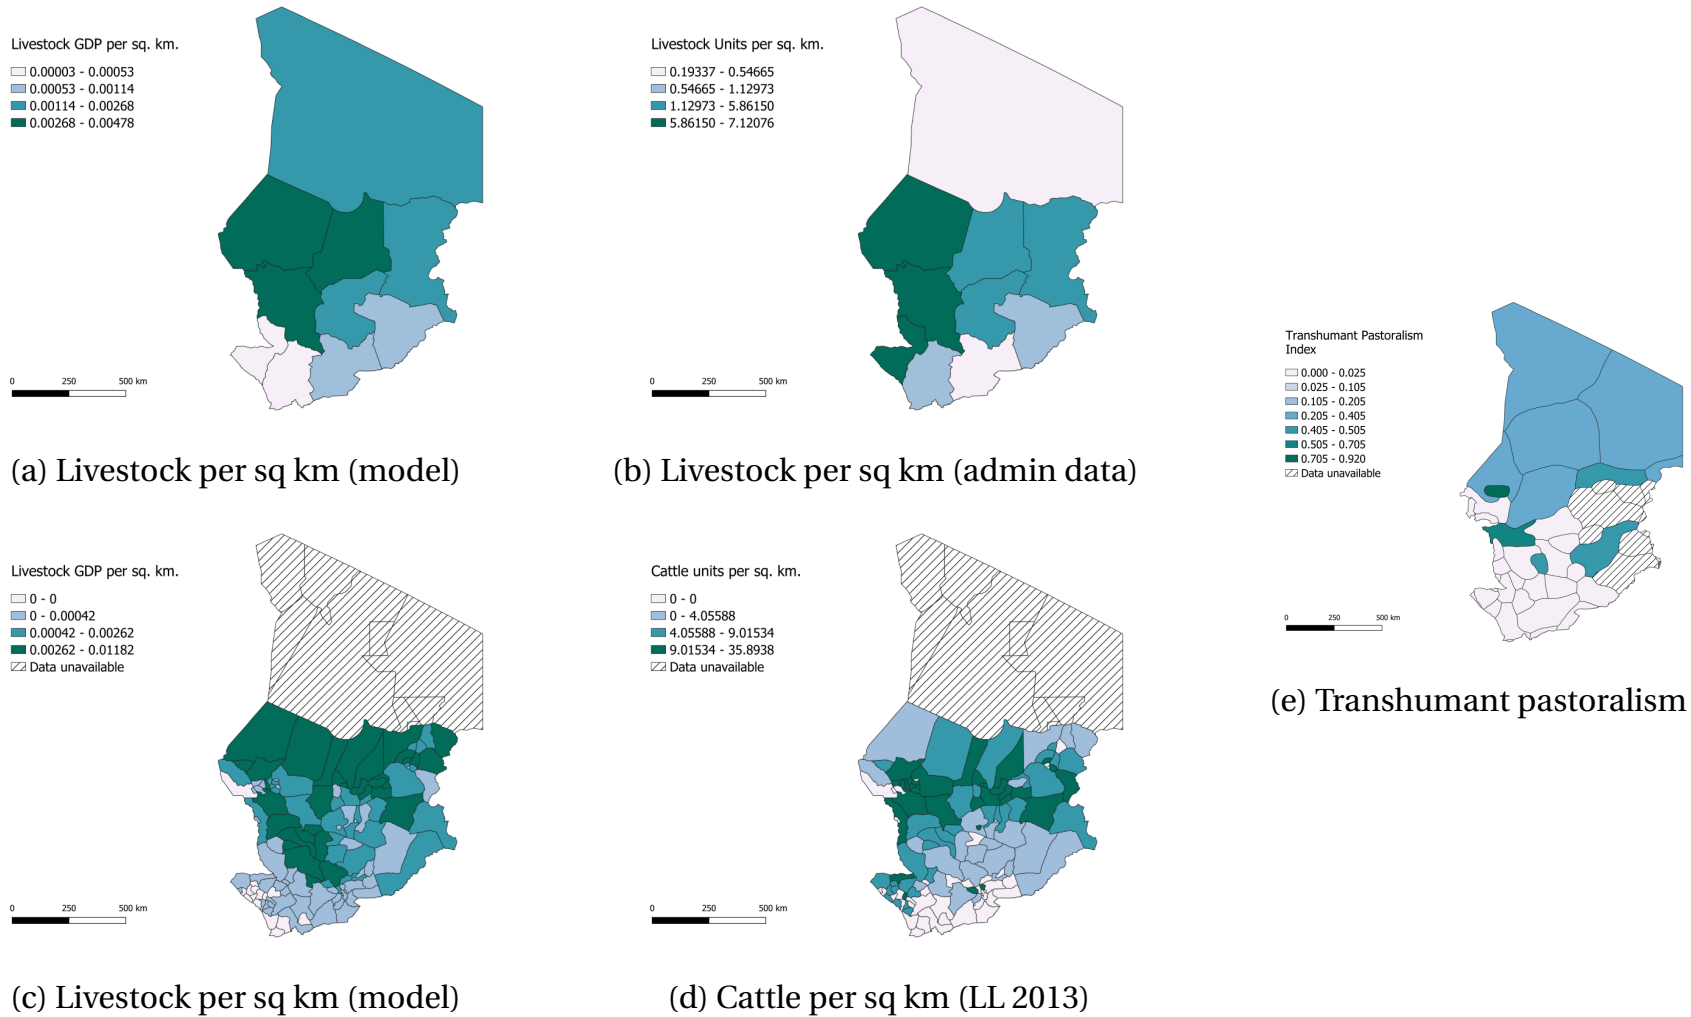 Livestock GDP per sq. km.
0.00003 - 0.00053
0.00053 - 0.00114
0.00114 - 0.00268
0.00268 - 0.00478
0 250 500 km
(a) Livestock per sq km (model)
Livestock Units per sq. km.
0.19337 - 0.54665
0.54665 - 1.12973
1.12973 - 5.86150
5.86150 - 7.12076
0 250 500 km
(b) Livestock per sq km (admin data)
Livestock GDP per sq. km.
0 - 0
0 - 0.00042
0.00042 - 0.00262
0.00262 - 0.01182
Data unavailable
0 250 500 km
(c) Livestock per sq km (model)
Cattle units per sq. km.
0 - 0
0 - 4.05588
4.05588 - 9.01534
9.01534 - 35.8938
Data unavailable
0 250 500 km
(d) Cattle per sq km (LL 2013)
Transhumant Pastoralism
Index
0.000 - 0.025
0.025 - 0.105
0.105 - 0.205
0.205 - 0.405
0.405 - 0.505
0.505 - 0.705
0.705 - 0.920
Data unavailable
0 250 500 km
(e) Transhumant pastoralism